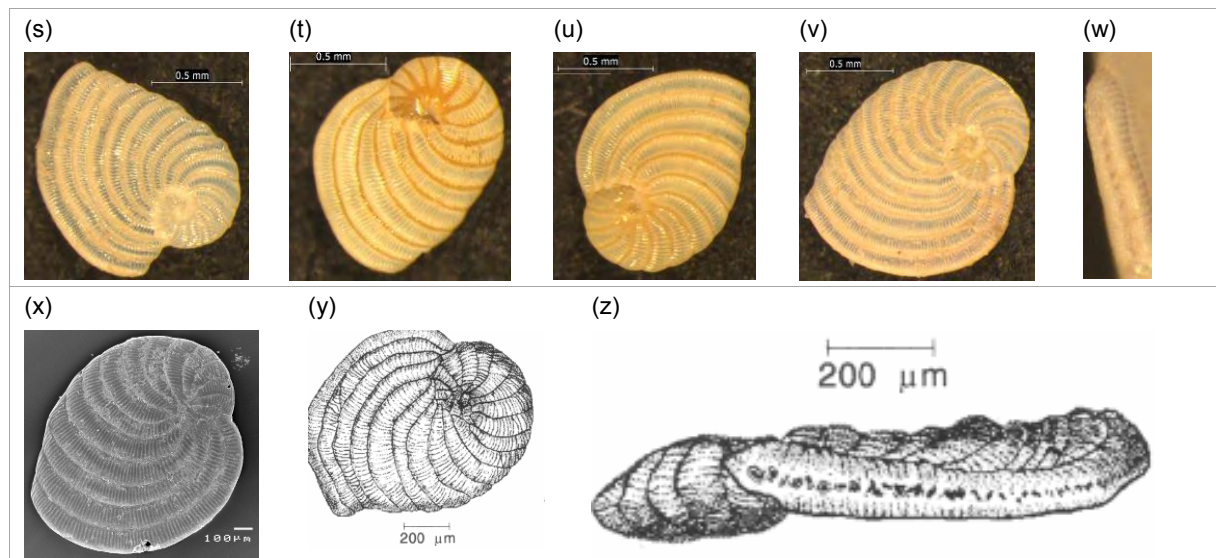 (s) (t) (u) (v) (w)
0.5 mm 0.5 mm 0.5 mm 0.5 mm
(x) (y) (z)
200 μm
100μm
200 μm